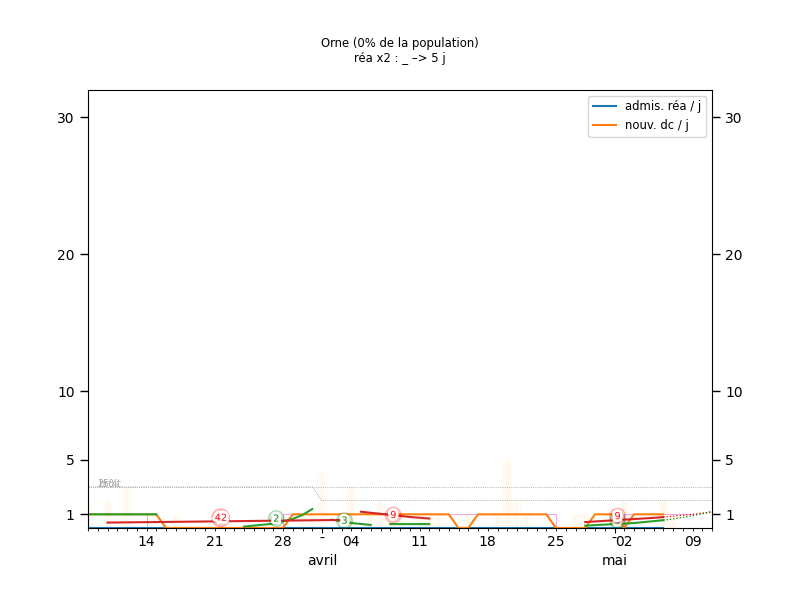 Orne (0% de la population)
réa x2 : _ –> 5 j
admis. réa / j
nouv. dc / j
30 30
20 20
10 10
5 5
1 1
42 2 3 9 9
14 21 28 - 04 11 18 25 - 02 09
avril mai